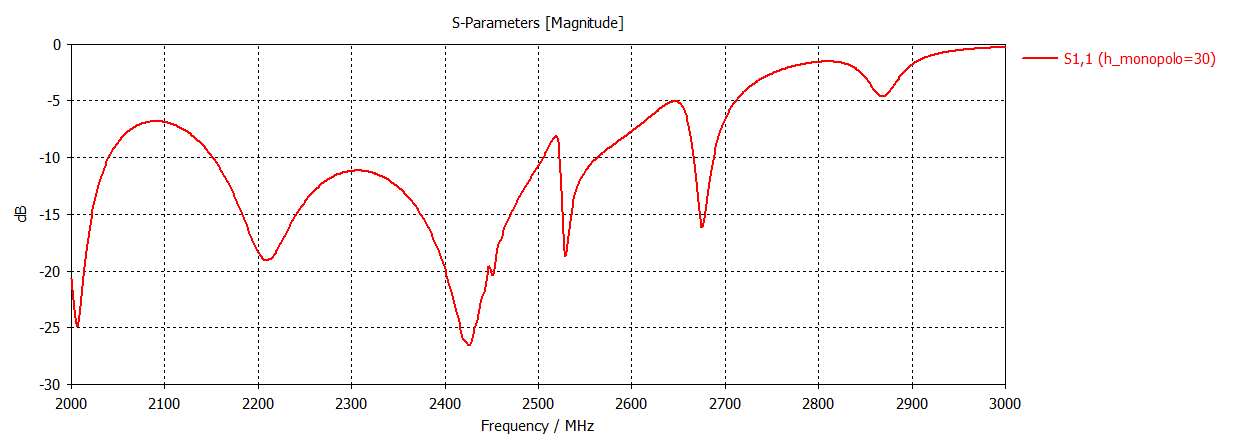 S-Parameters [Magnitude]
0
-5
-10
-15
-20
-25
-30
dB
2000 2100 2200 2300 2400 2500 2600 2700 2800 2900 3000
Frequency / MHz
S1,1 (h_monopolo=30)